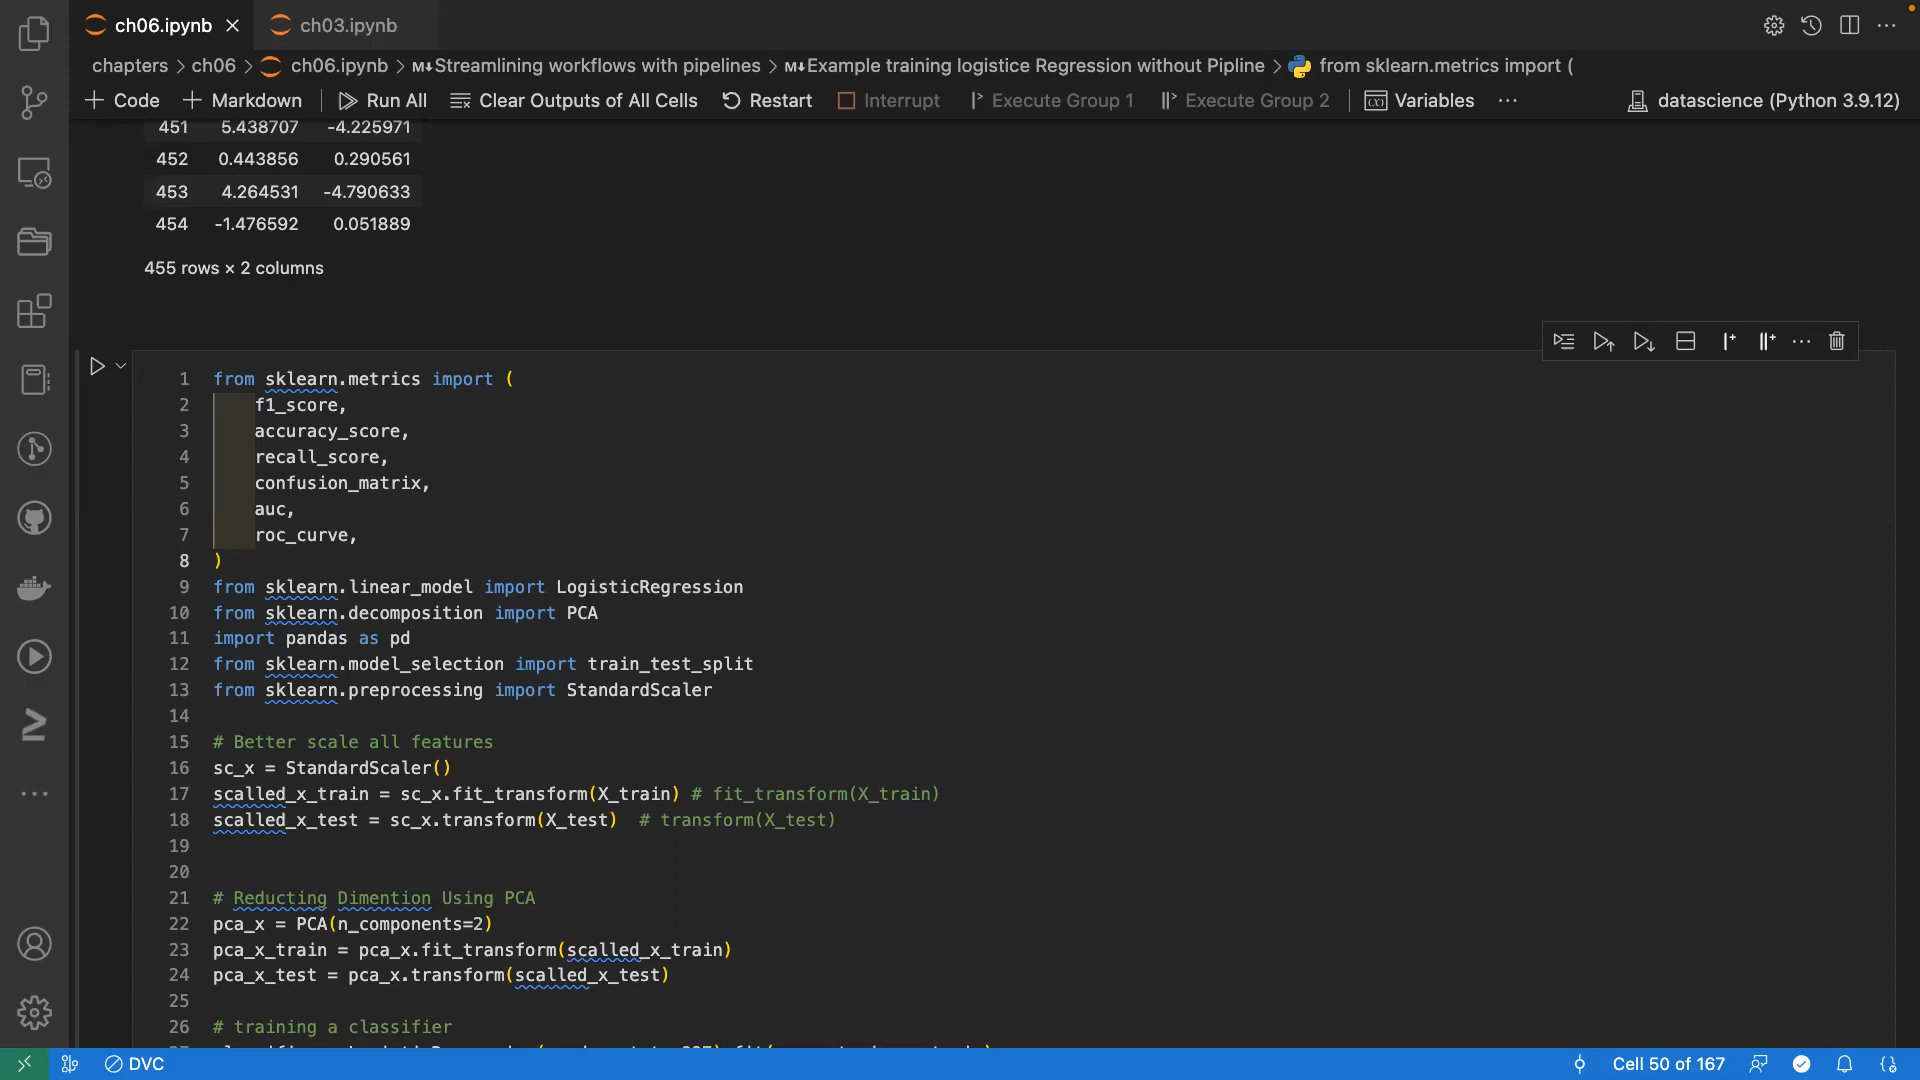 ch06.ipynb
ch03.ipynb
chapters > ch06 > ch06.ipynb > M↓Streamlining workflows with pipelines > M↓Example training logistice Regression without Pipline > from sklearn.metrics import (
+ Code + Markdown Run All Clear Outputs of All Cells Restart Interrupt Execute Group 1 Execute Group 2 Variables ··· datascience (Python 3.9.12)
451 5.438707 -4.225971
452 0.443856 0.290561
453 4.264531 -4.790633
454 -1.476592 0.051889
455 rows × 2 columns
1 from sklearn.metrics import (
2 f1_score,
3 accuracy_score,
4 recall_score,
5 confusion_matrix,
6 auc,
7 roc_curve,
8 )
9 from sklearn.linear_model import LogisticRegression
10 from sklearn.decomposition import PCA
11 import pandas as pd
12 from sklearn.model_selection import train_test_split
13 from sklearn.preprocessing import StandardScaler
14
15 # Better scale all features
16 sc_x = StandardScaler()
17 scalled_x_train = sc_x.fit_transform(X_train) # fit_transform(X_train)
18 scalled_x_test = sc_x.transform(X_test)  # transform(X_test)
19
20
21 # Reducting Dimention Using PCA
22 pca_x = PCA(n_components=2)
23 pca_x_train = pca_x.fit_transform(scalled_x_train)
24 pca_x_test = pca_x.transform(scalled_x_test)
25
26 # training a classifier
DVC
Cell 50 of 167